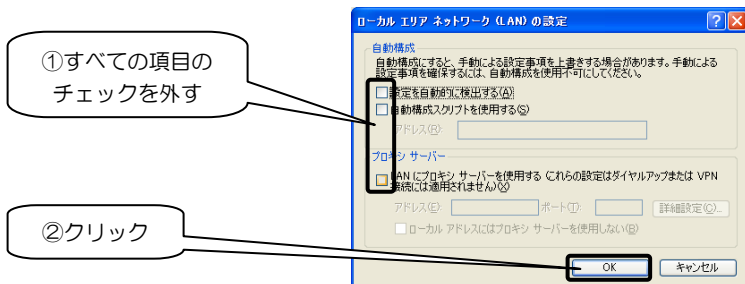 ①すべての項目の
チェックを外す
②クリック
ローカル エリア ネットワーク (LAN) の設定
自動構成
自動構成にすると、手動による設定事項を上書きする場合があります。手動による
設定事項を確保するには、自動構成を使用不可にしてください。
設定を自動的に検出する(A)
自動構成スクリプトを使用する(S)
アドレス(R):
プロキシ サーバー
LAN にプロキシ サーバーを使用する (これらの設定はダイヤルアップまたは VPN
接続には適用されません)(X)
アドレス(E): ポート(T): 詳細設定(C)...
ローカル アドレスにはプロキシ サーバーを使用しない(B)
OK キャンセル